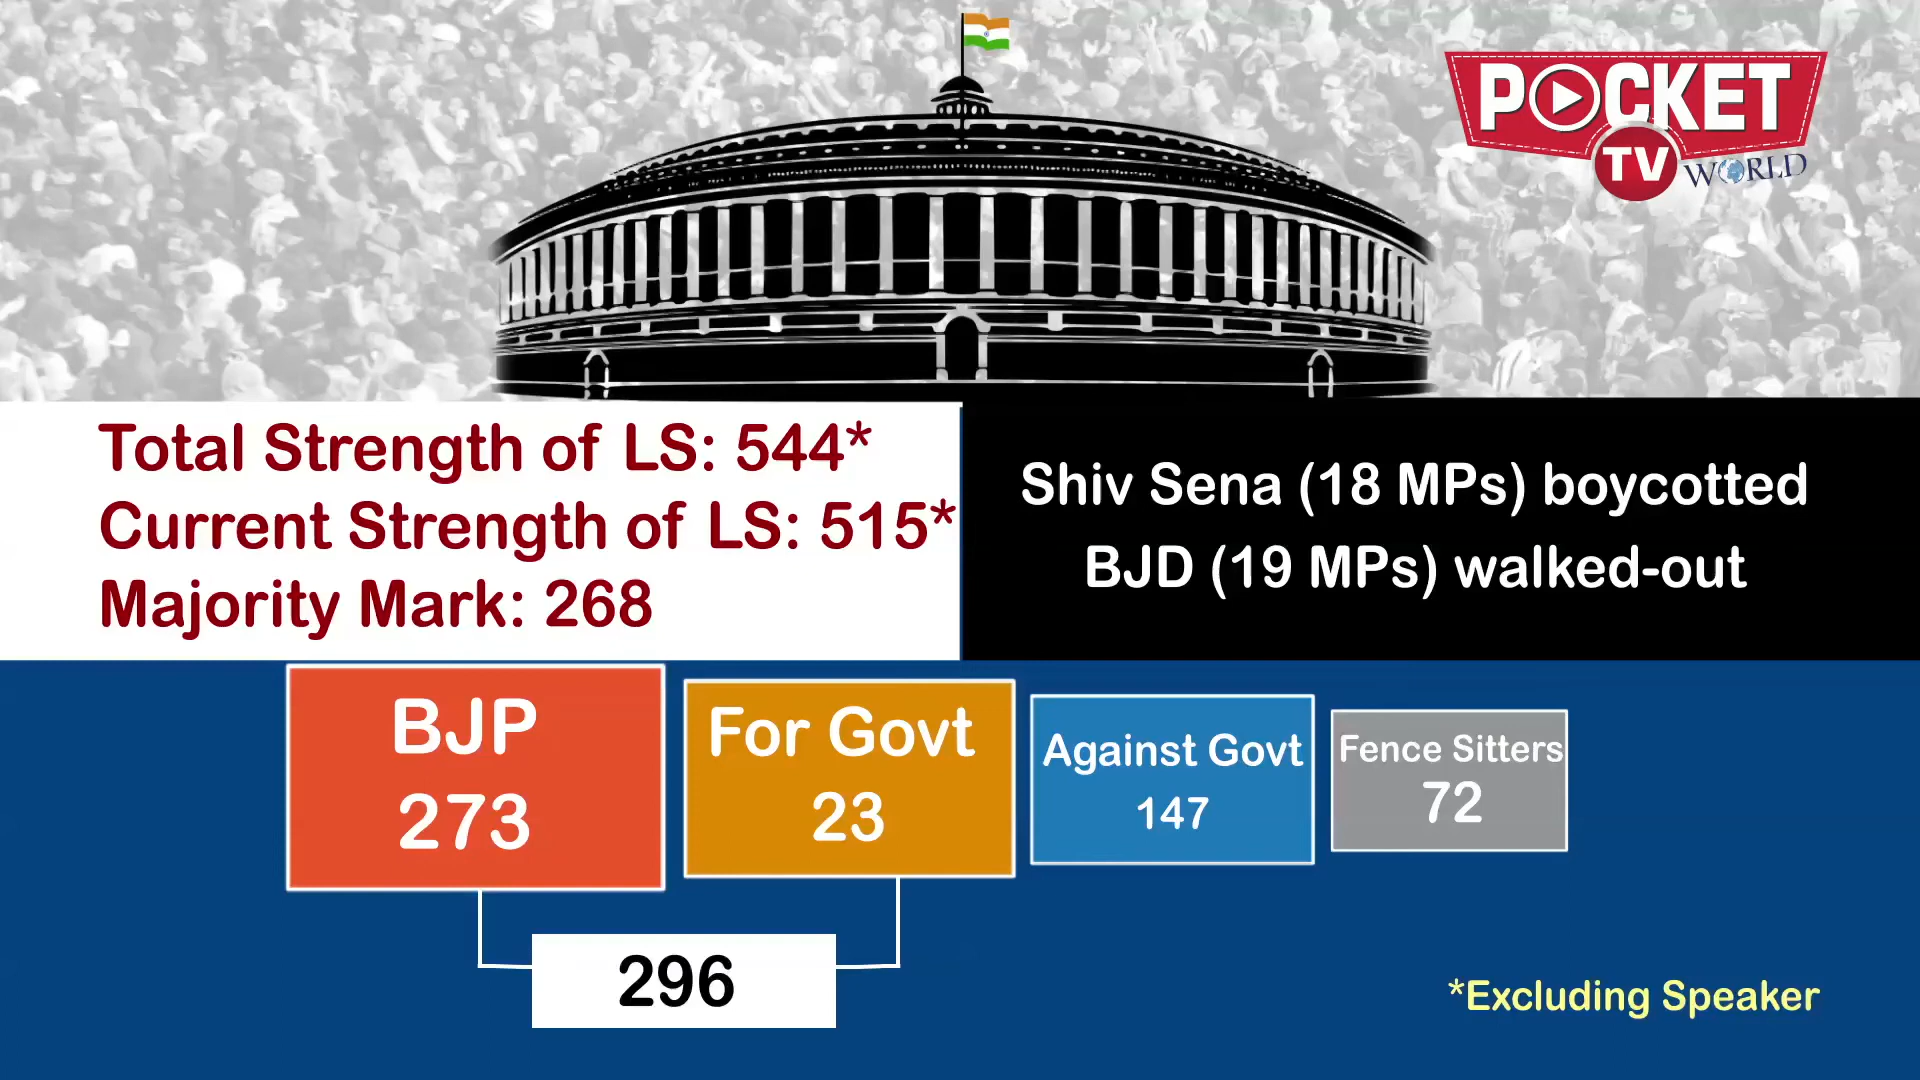 POCKET
TV WORLD
Total Strength of LS: 544*
Current Strength of LS: 515*
Majority Mark: 268
Shiv Sena (18 MPs) boycotted
BJD (19 MPs) walked-out
BJP
273
For Govt
23
Against Govt
147
Fence Sitters
72
296
*Excluding Speaker